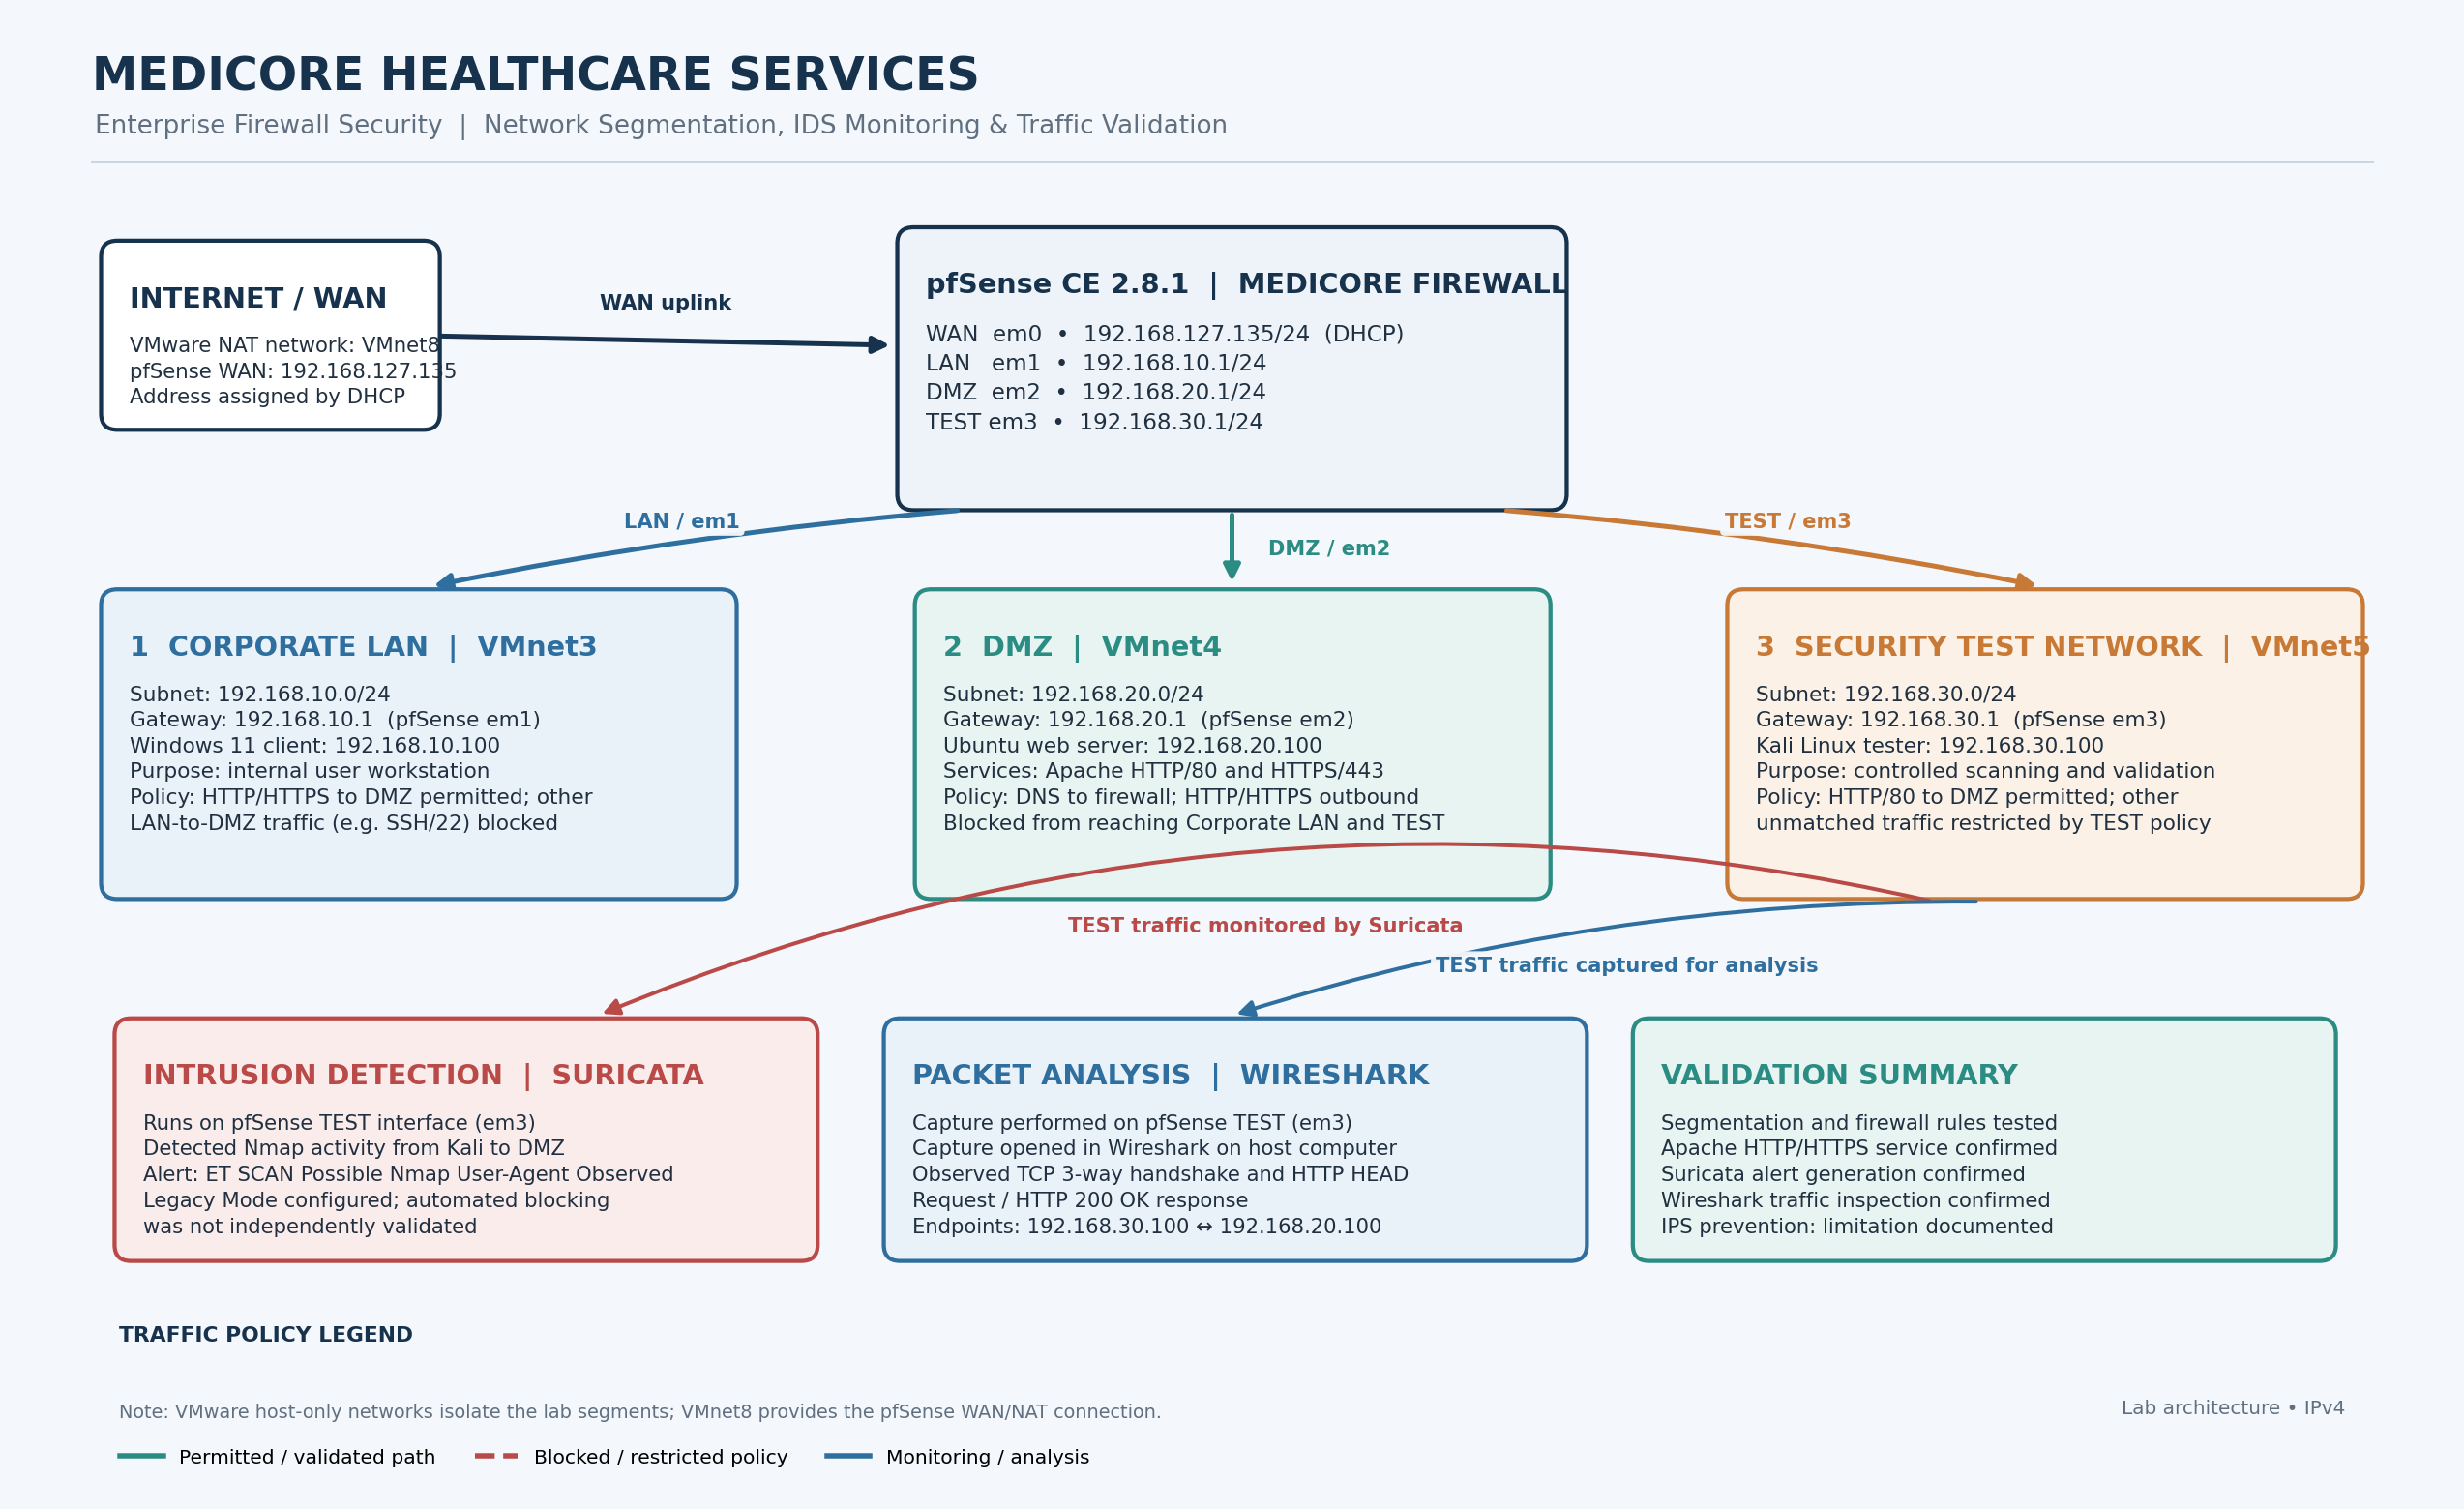 MEDICORE HEALTHCARE SERVICES
Enterprise Firewall Security | Network Segmentation, IDS Monitoring & Traffic Validation
INTERNET / WAN
VMware NAT network: VMnet8
pfSense WAN: 192.168.127.135
Address assigned by DHCP
WAN uplink
pfSense CE 2.8.1 | MEDICORE FIREWALL
WAN em0 • 192.168.127.135/24 (DHCP)
LAN em1 • 192.168.10.1/24
DMZ em2 • 192.168.20.1/24
TEST em3 • 192.168.30.1/24
LAN / em1
DMZ / em2
TEST / em3
1 CORPORATE LAN | VMnet3
Subnet: 192.168.10.0/24
Gateway: 192.168.10.1 (pfSense em1)
Windows 11 client: 192.168.10.100
Purpose: internal user workstation
Policy: HTTP/HTTPS to DMZ permitted; other
LAN-to-DMZ traffic (e.g. SSH/22) blocked
2 DMZ | VMnet4
Subnet: 192.168.20.0/24
Gateway: 192.168.20.1 (pfSense em2)
Ubuntu web server: 192.168.20.100
Services: Apache HTTP/80 and HTTPS/443
Policy: DNS to firewall; HTTP/HTTPS outbound
Blocked from reaching Corporate LAN and TEST
3 SECURITY TEST NETWORK | VMnet5
Subnet: 192.168.30.0/24
Gateway: 192.168.30.1 (pfSense em3)
Kali Linux tester: 192.168.30.100
Purpose: controlled scanning and validation
Policy: HTTP/80 to DMZ permitted; other
unmatched traffic restricted by TEST policy
TEST traffic monitored by Suricata
TEST traffic captured for analysis
INTRUSION DETECTION | SURICATA
Runs on pfSense TEST interface (em3)
Detected Nmap activity from Kali to DMZ
Alert: ET SCAN Possible Nmap User-Agent Observed
Legacy Mode configured; automated blocking
was not independently validated
PACKET ANALYSIS | WIRESHARK
Capture performed on pfSense TEST (em3)
Capture opened in Wireshark on host computer
Observed TCP 3-way handshake and HTTP HEAD
Request / HTTP 200 OK response
Endpoints: 192.168.30.100 ↔ 192.168.20.100
VALIDATION SUMMARY
Segmentation and firewall rules tested
Apache HTTP/HTTPS service confirmed
Suricata alert generation confirmed
Wireshark traffic inspection confirmed
IPS prevention: limitation documented
TRAFFIC POLICY LEGEND
Note: VMware host-only networks isolate the lab segments; VMnet8 provides the pfSense WAN/NAT connection.
Lab architecture • IPv4
Permitted / validated path
Blocked / restricted policy
Monitoring / analysis